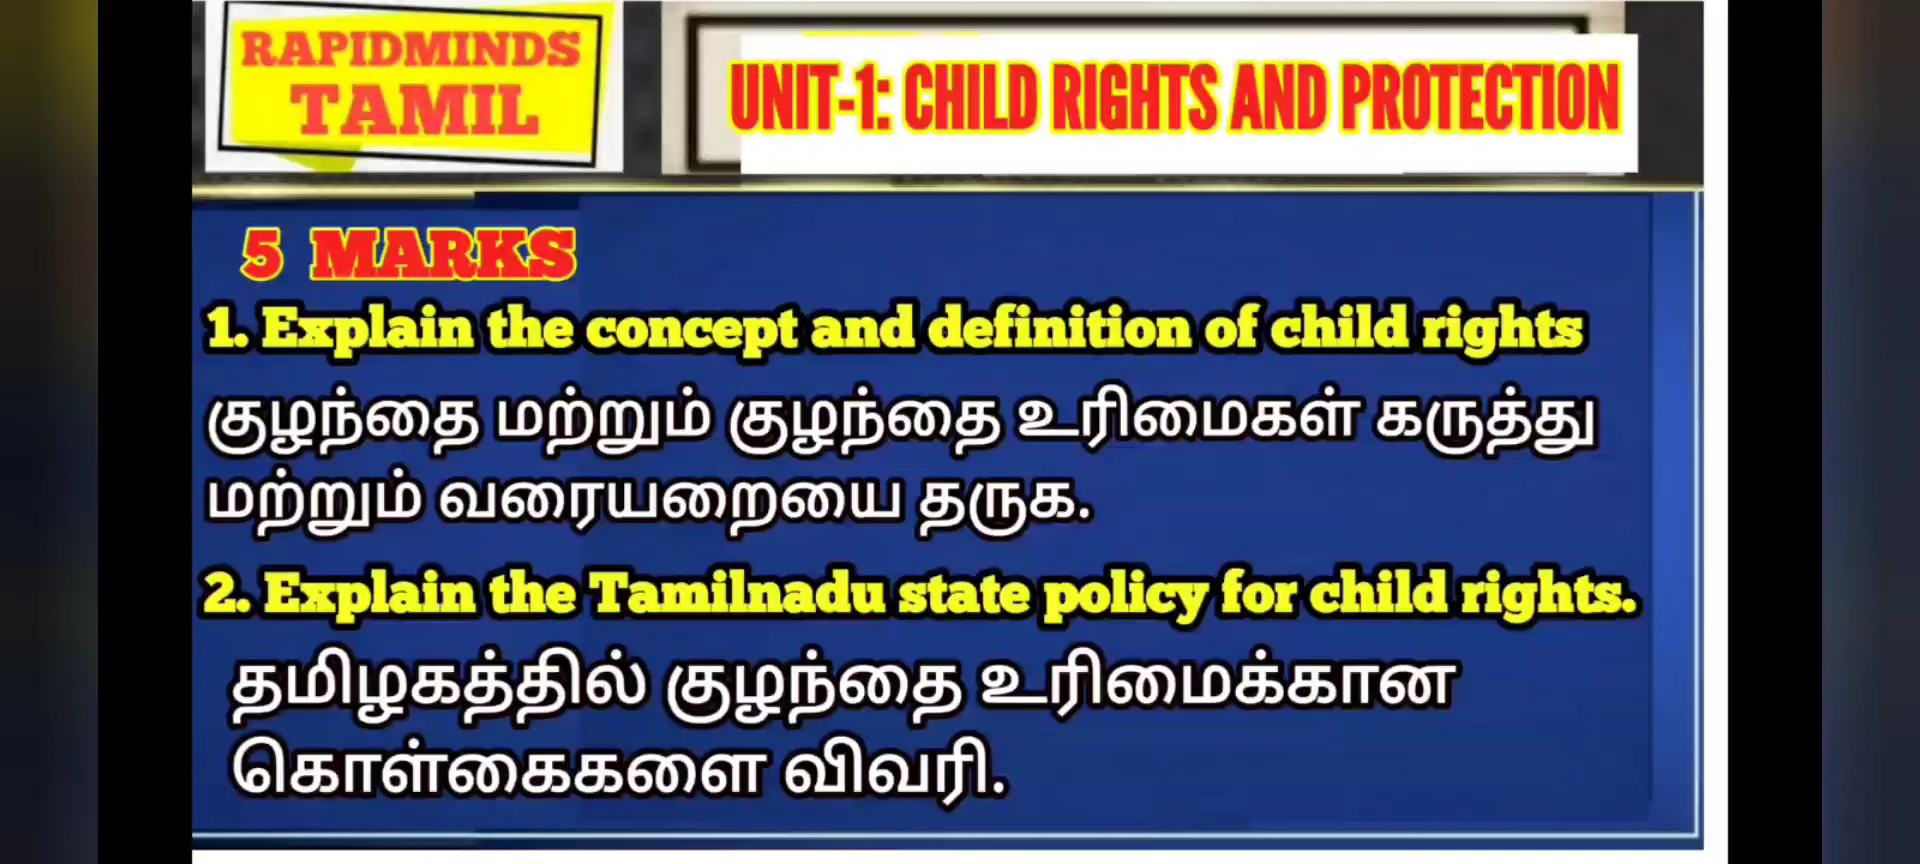 RAPIDMINDS
TAMIL
UNIT-1: CHILD RIGHTS AND PROTECTION
5 MARKS
1. Explain the concept and definition of child rights
குழந்தை மற்றும் குழந்தை உரிமைகள் கருத்து
மற்றும் வரையறையை தருக.
2. Explain the Tamilnadu state policy for child rights.
தமிழகத்தில் குழந்தை உரிமைக்கான
கொள்கைகளை விவரி.